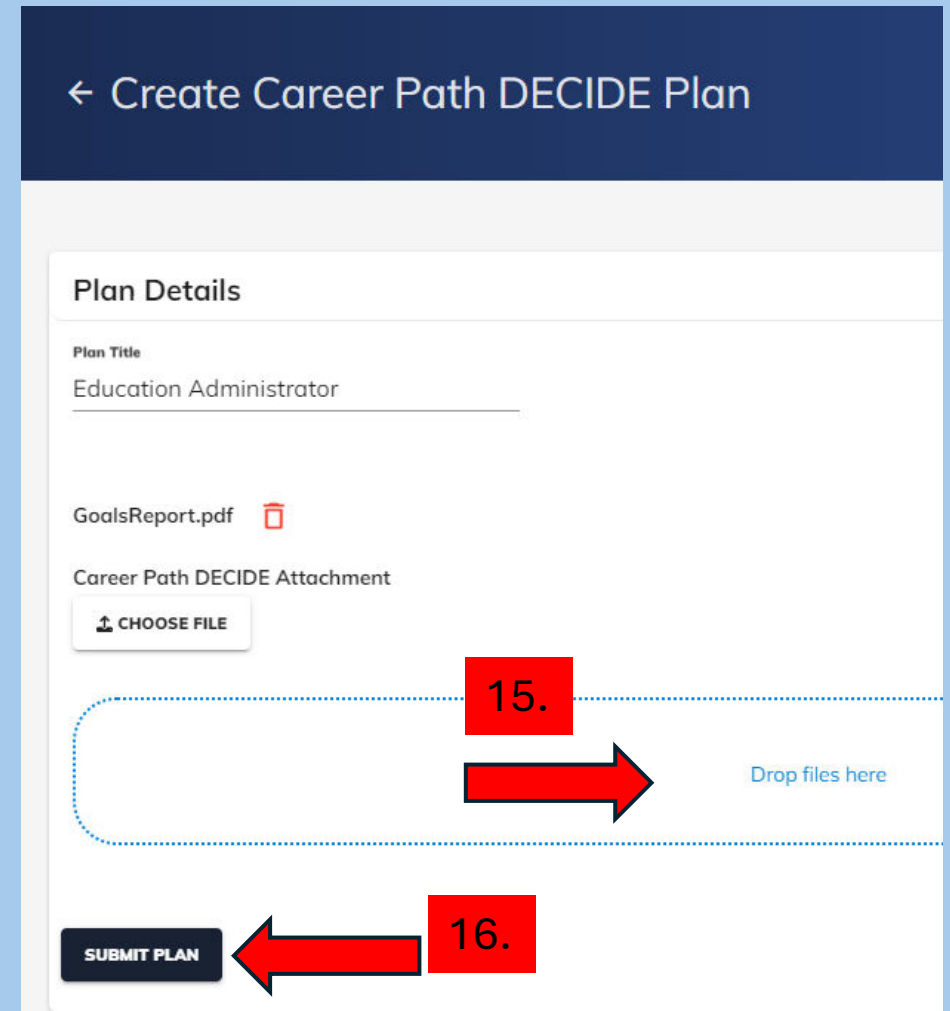 ← Create Career Path DECIDE Plan
Plan Details
Plan Title
Education Administrator
GoalsReport.pdf
Career Path DECIDE Attachment
CHOOSE FILE
15.
Drop files here
16.
SUBMIT PLAN